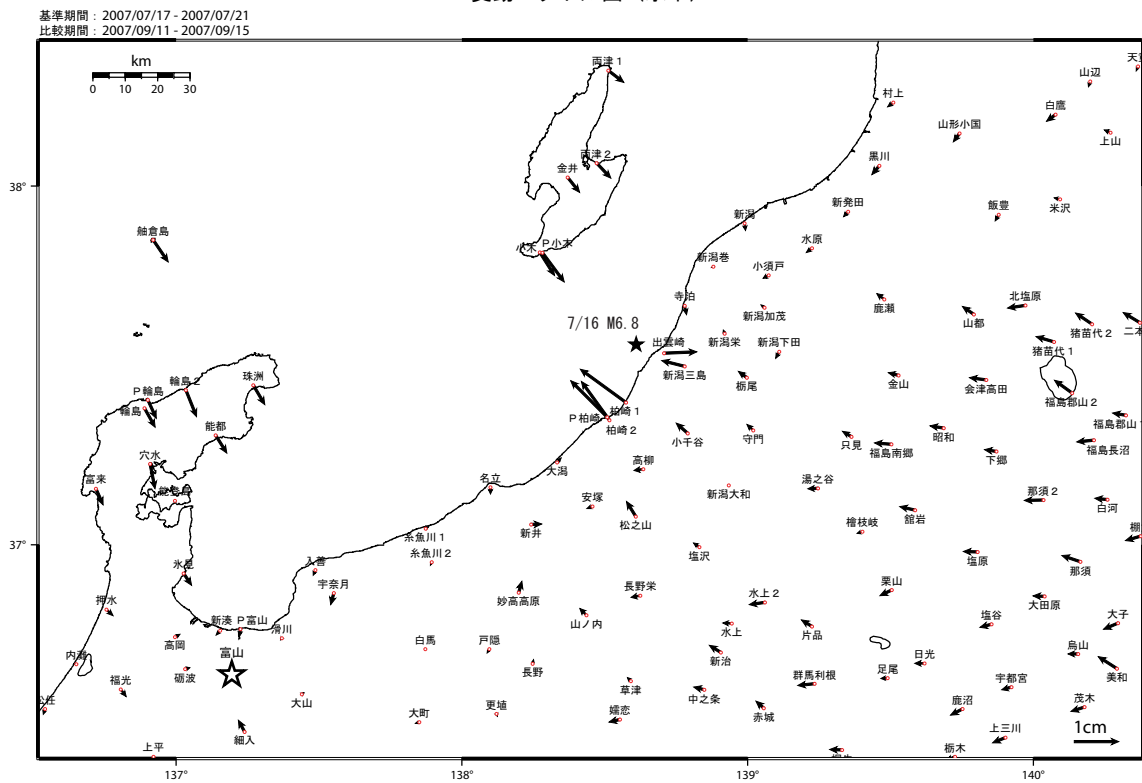 基準期間：2007/07/17 - 2007/07/21
比較期間：2007/09/11 - 2007/09/15
km
0 10 20 30
両津１
村上
山辺
白鷹
上山
山形小国
黒川
両津２
金井
新発田
飯豊
米沢
舳倉島
小木
Ｐ小木
新潟
水原
新潟巻
小須戸
38°
寺泊
新潟加茂
鹿瀬
山都
北塩原
猪苗代２
7/16 M6.8
出雲崎
新潟栄
新潟下田
猪苗代１
新潟三島
栃尾
金山
会津高田
福島郡山２
輪島２
珠洲
Ｐ輪島
輪島
柏崎１
Ｐ柏崎
柏崎２
小千谷
守門
只見
福島南郷
昭和
福島郡山
福島長沼
下郷
能都
穴水
富来
能登島
大潟
高柳
名立
安塚
新潟大和
湯之谷
那須２
白河
松之山
新井
舘岩
檜枝岐
37°
糸魚川１
糸魚川２
塩沢
塩原
那須
氷見
入善
宇奈月
妙高高原
長野栄
水上２
栗山
大田原
押水
山ノ内
新湊
Ｐ富山
滑川
水上
片品
塩谷
大子
高岡
富山
白馬
戸隠
長野
新治
日光
烏山
内灘
砺波
草津
群馬利根
足尾
美和
福光
大山
中之条
宇都宮
大町
更埴
嬬恋
赤城
鹿沼
茂木
細入
上三川
1cm
上平
栃木
137°
138°
139°
140°